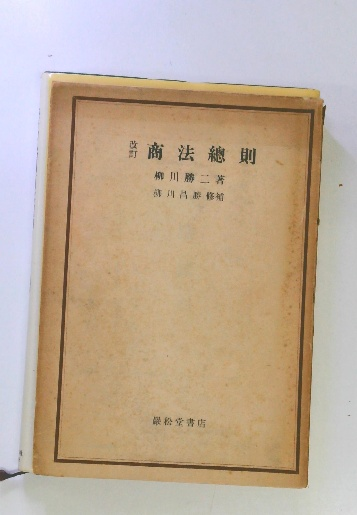 改訂 商法總則
柳川勝二著
柳川昌勝修補
巖松堂書店